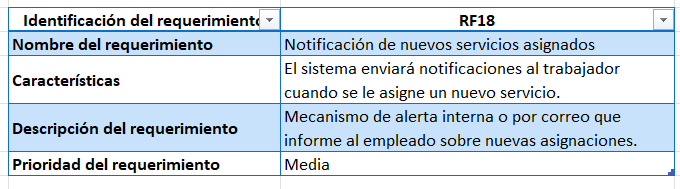 Identificación del requerimiento RF18
Nombre del requerimiento Notificación de nuevos servicios asignados
Características El sistema enviará notificaciones al trabajador
cuando se le asigne un nuevo servicio.
Descripción del requerimiento Mecanismo de alerta interna o por correo que
informe al empleado sobre nuevas asignaciones.
Prioridad del requerimiento Media